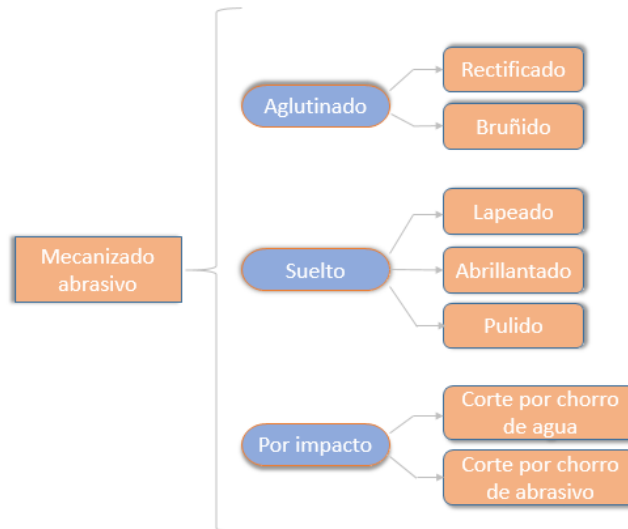 Mecanizado
abrasivo
Aglutinado
Rectificado
Bruñido
Suelto
Lapeado
Abrillantado
Pulido
Por impacto
Corte por chorro
de agua
Corte por chorro
de abrasivo